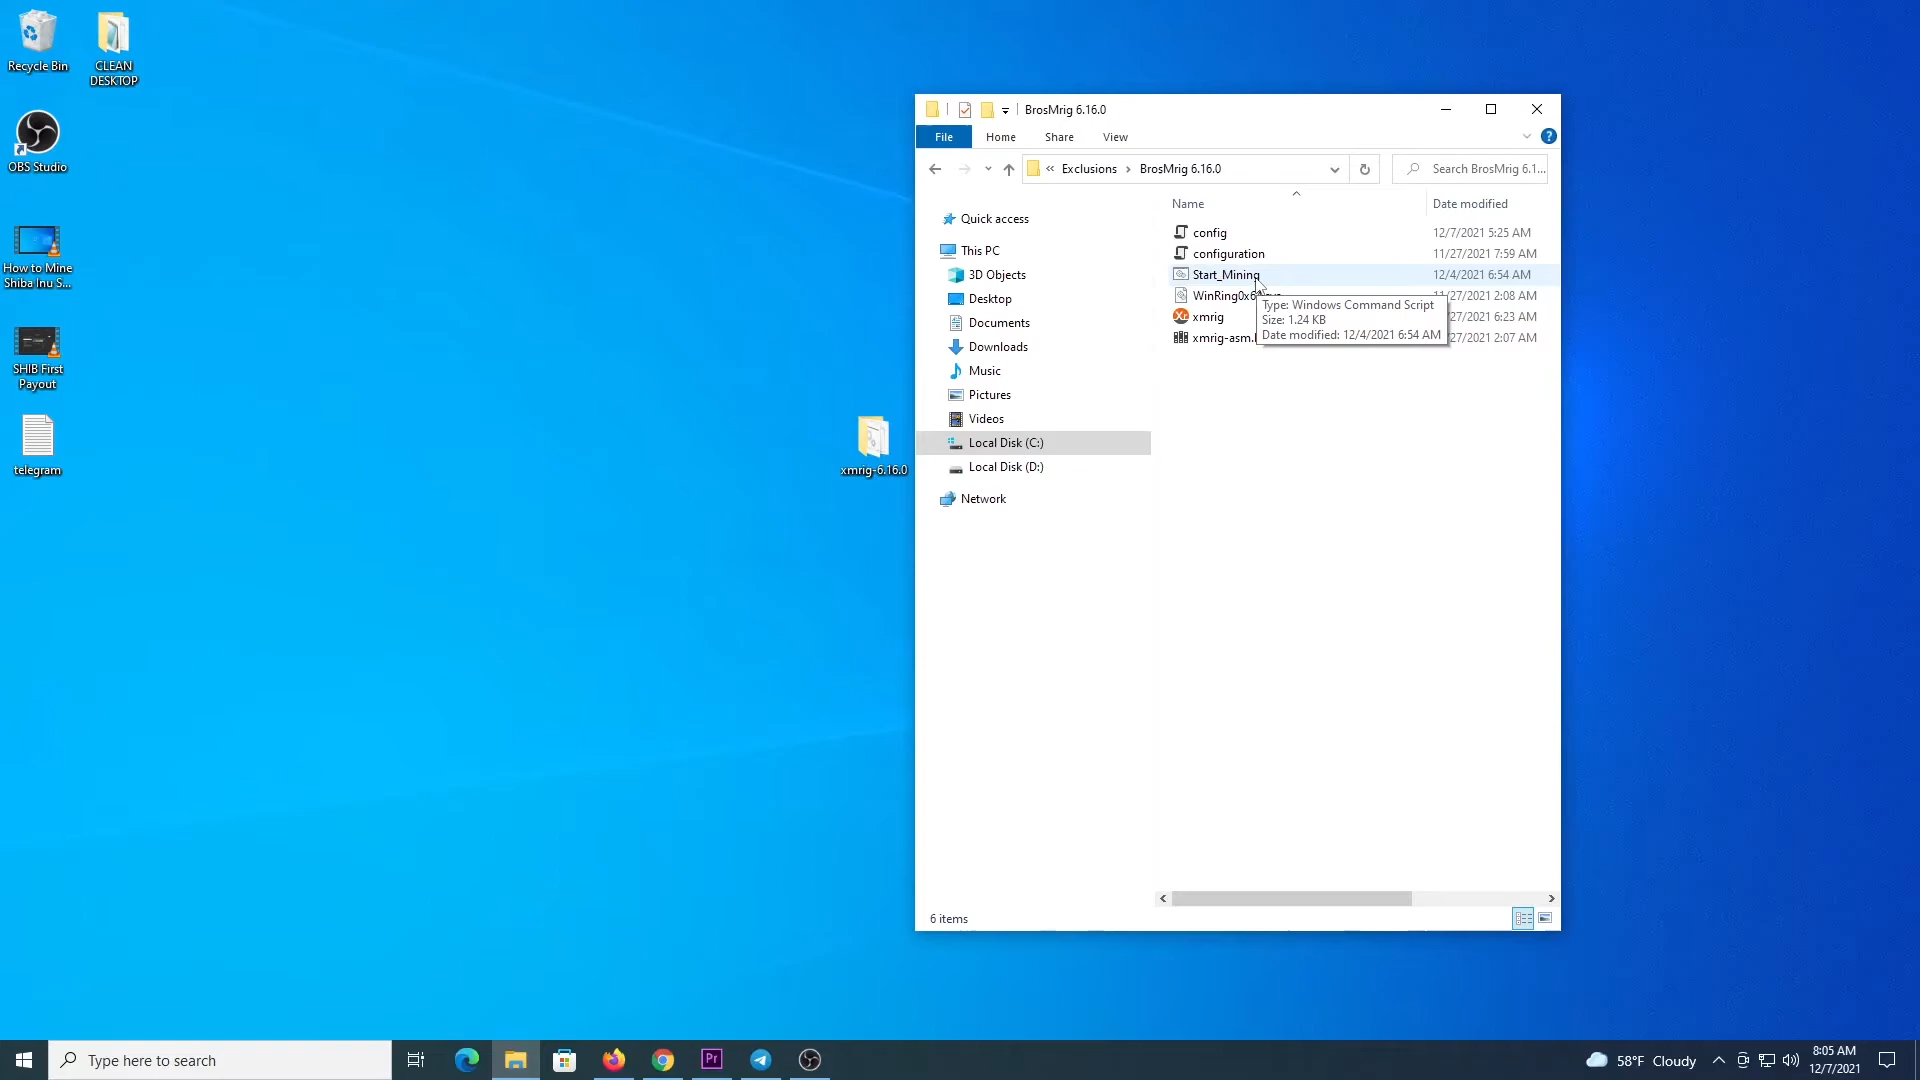 Recycle Bin
CLEAN
DESKTOP
OBS Studio
How to Mine
Shiba Inu S...
SHIB First
Payout
telegram
xmrig-6.16.0
BrosMrig 6.16.0
File
Home
Share
View
Exclusions
BrosMrig 6.16.0
Search BrosMrig 6.1...
Quick access
This PC
3D Objects
Desktop
Documents
Downloads
Music
Pictures
Videos
Local Disk (C:)
Local Disk (D:)
Network
Name
Date modified
config
12/7/2021 5:25 AM
configuration
11/27/2021 7:59 AM
Start_Mining
12/4/2021 6:54 AM
11/27/2021 2:08 AM
xmrig
/27/2021 6:23 AM
xmrig-asm.
/27/2021 2:07 AM
Type: Windows Command Script
Size: 1.24 KB
Date modified: 12/4/2021 6:54 AM
6 items
Type here to search
Pr
58°F Cloudy
8:05 AM
12/7/2021